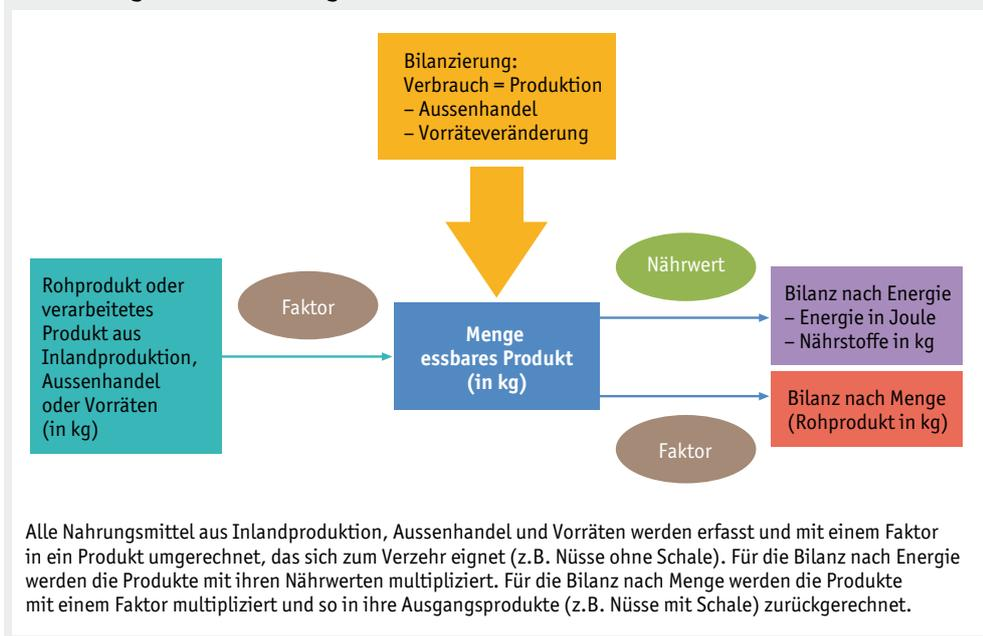 Bilanzierung:
Verbrauch = Produktion
– Aussenhandel
– Vorräteveränderung
Rohprodukt oder
verarbeitetes
Produkt aus
Inlandproduktion,
Aussenhandel
oder Vorräten
(in kg)
Faktor
Menge
essbares Produkt
(in kg)
Nährwert
Bilanz nach Energie
– Energie in Joule
– Nährstoffe in kg
Bilanz nach Menge
(Rohprodukt in kg)
Faktor
Alle Nahrungsmittel aus Inlandproduktion, Aussenhandel und Vorräten werden erfasst und mit einem Faktor
in ein Produkt umgerechnet, das sich zum Verzehr eignet (z.B. Nüsse ohne Schale). Für die Bilanz nach Energie
werden die Produkte mit ihren Nährwerten multipliziert. Für die Bilanz nach Menge werden die Produkte
mit einem Faktor multipliziert und so in ihre Ausgangsprodukte (z.B. Nüsse mit Schale) zurückgerechnet.